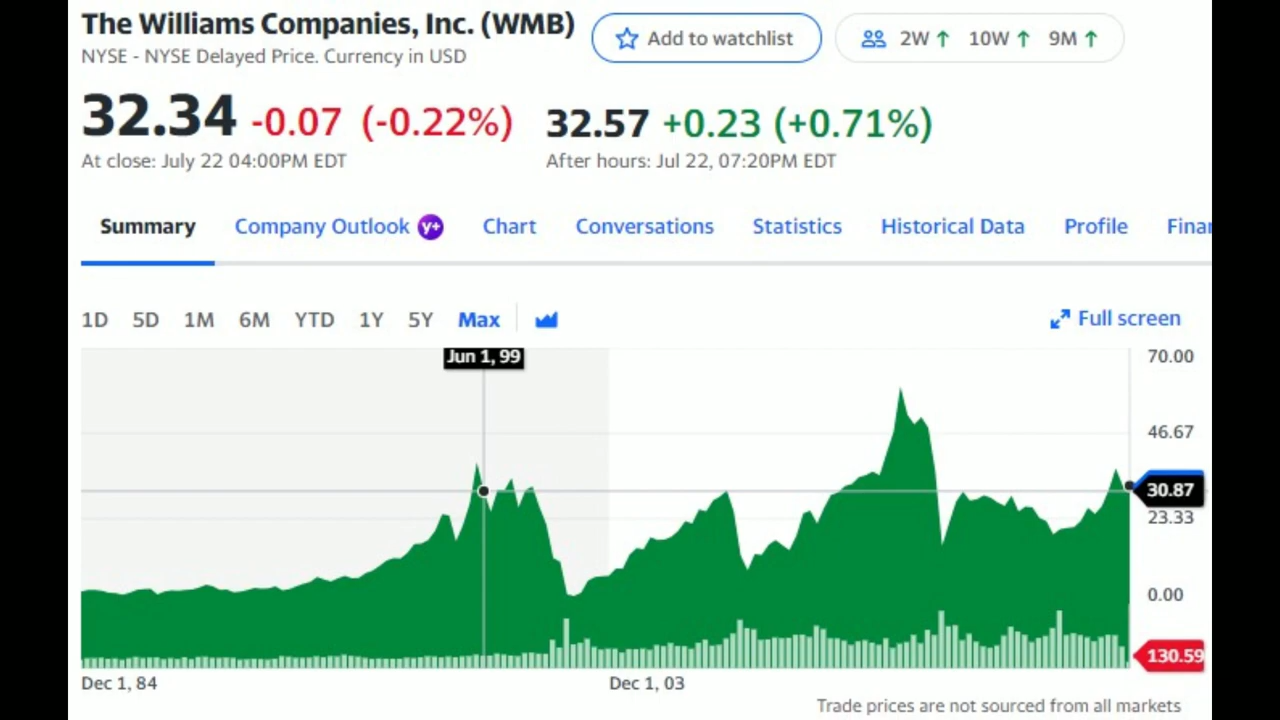 The Williams Companies, Inc. (WMB)
Add to watchlist
2W ↑ 10W ↑ 9M ↑
NYSE - NYSE Delayed Price. Currency in USD
32.34 -0.07 (-0.22%) 32.57 +0.23 (+0.71%)
At close: July 22 04:00PM EDT After hours: Jul 22, 07:20PM EDT
Summary Company Outlook y+ Chart Conversations Statistics Historical Data Profile Finan
1D 5D 1M 6M YTD 1Y 5Y Max Full screen
Jun 1, 99
70.00
46.67
30.87
23.33
0.00
130.59
Dec 1, 84 Dec 1, 03
Trade prices are not sourced from all markets